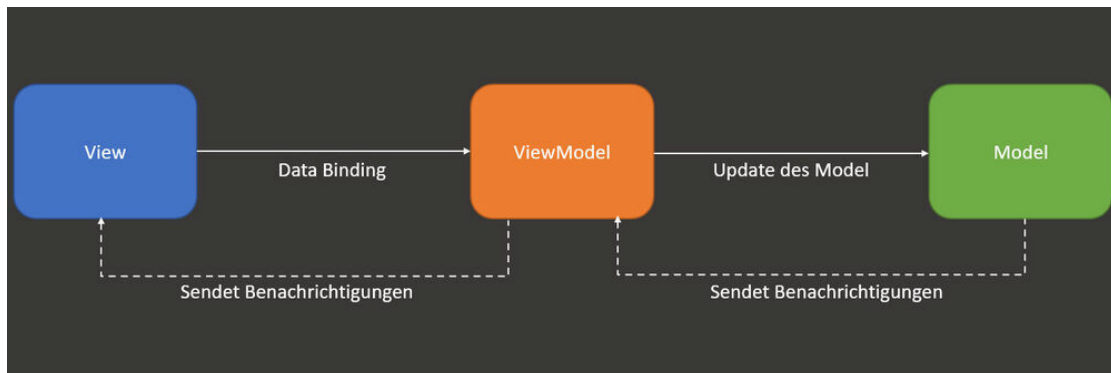 View
Data Binding
ViewModel
Update des Model
Model
Sendet Benachrichtigungen
Sendet Benachrichtigungen